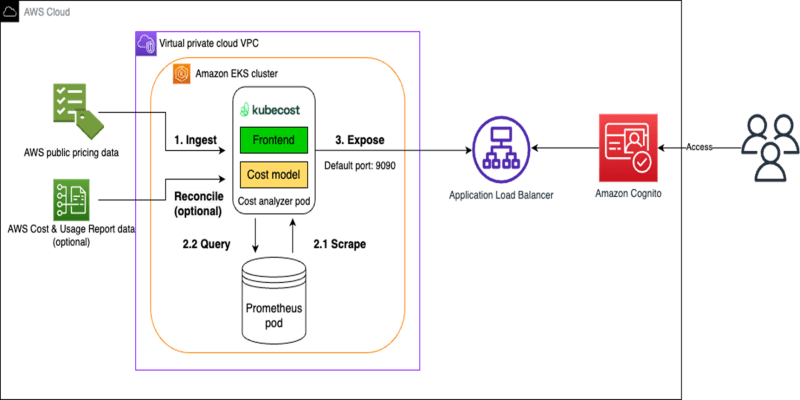 AWS Cloud
Virtual private cloud VPC
Amazon EKS cluster
kubecost
Frontend
Cost model
Cost analyzer pod
AWS public pricing data
1. Ingest
AWS Cost & Usage Report data
(optional)
Reconcile
(optional)
2.2 Query
2.1 Scrape
Prometheus
pod
3. Expose
Default port: 9090
Application Load Balancer
Amazon Cognito
Access